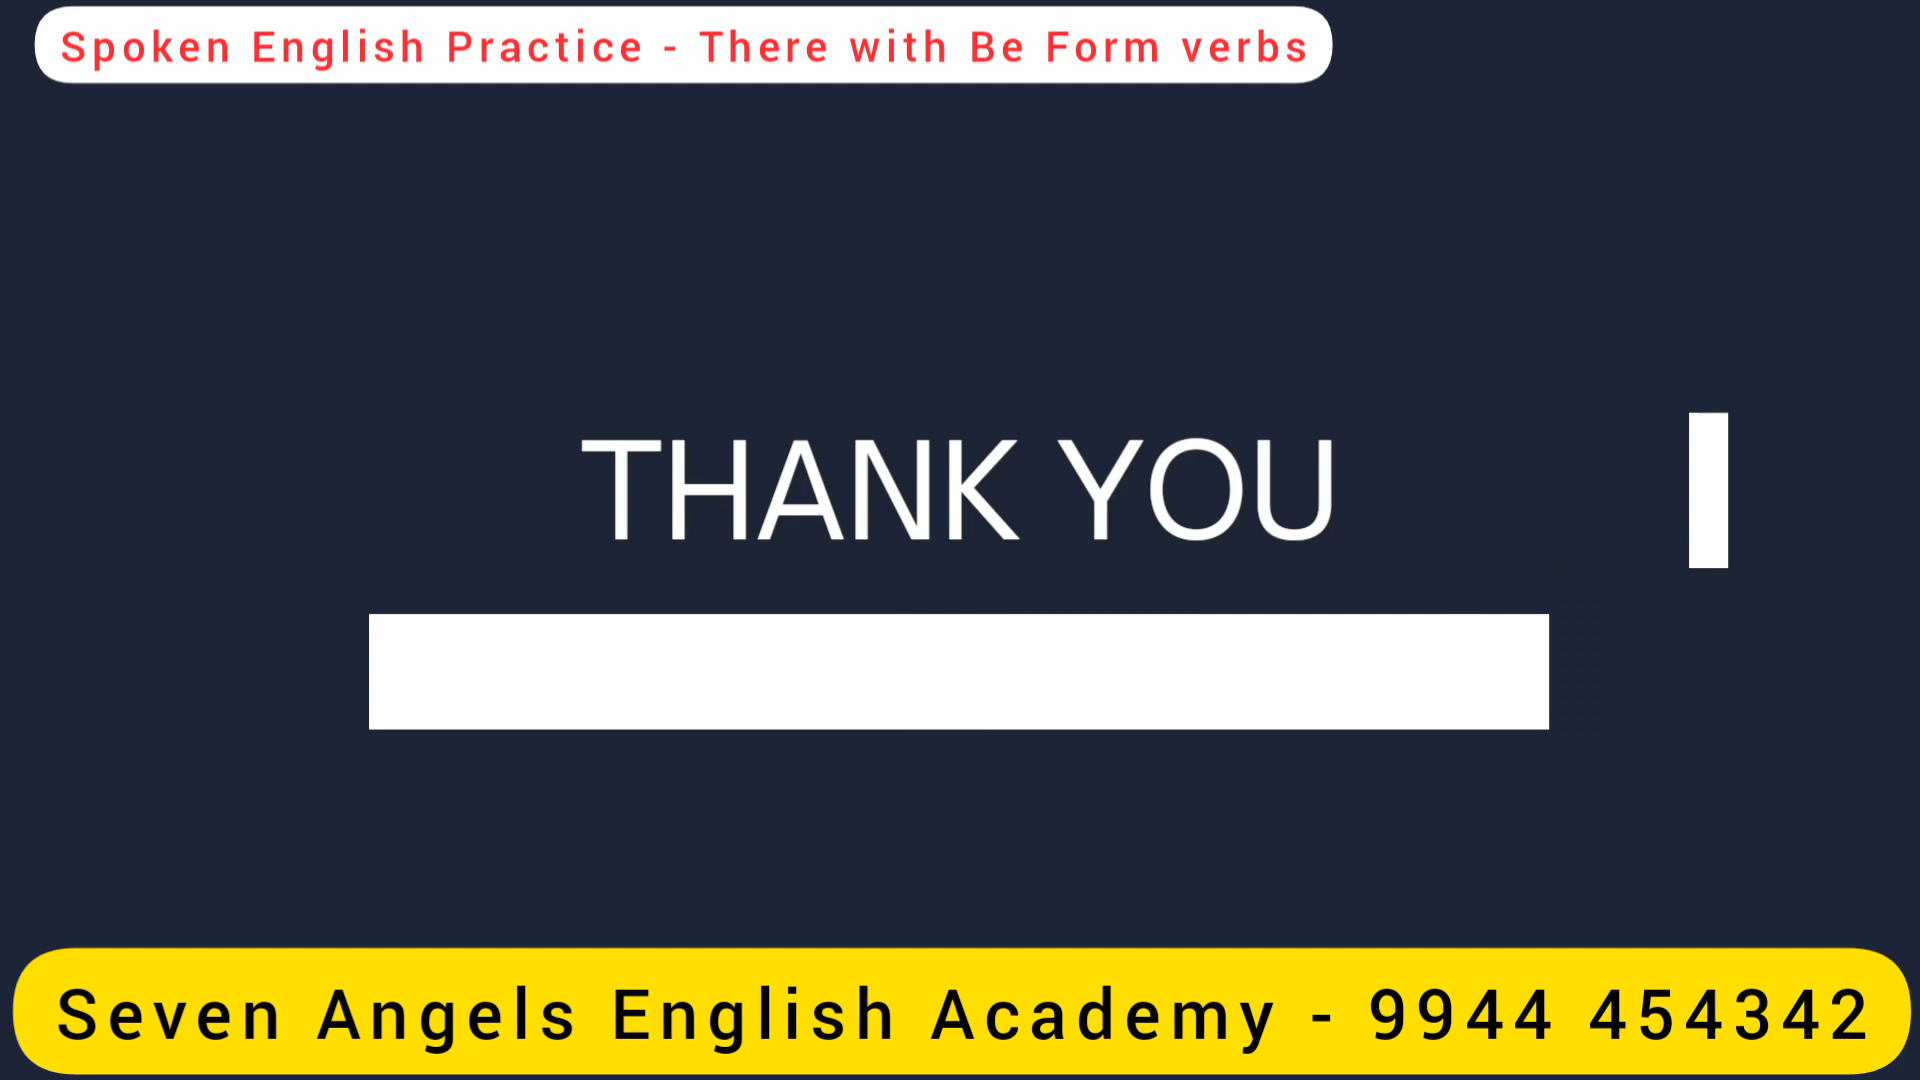 Spoken English Practice - There with Be Form verbs
THANK YOU
Seven Angels English Academy - 9944 454342